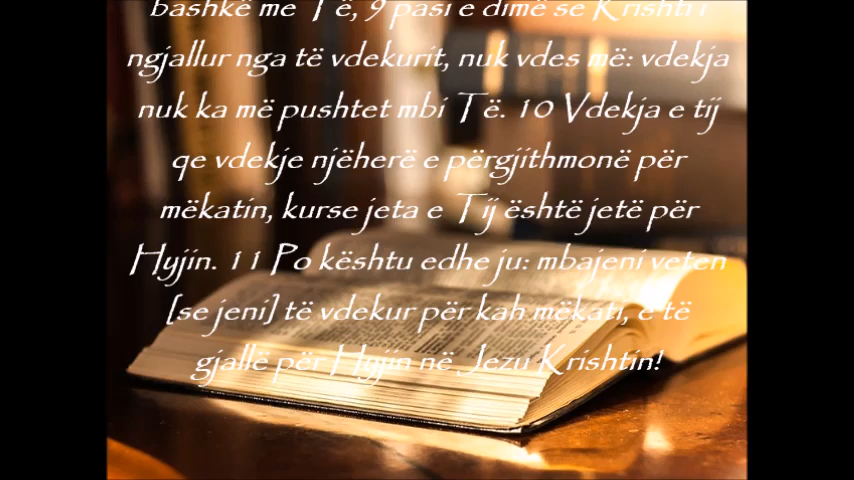 bashkë me Të, 9 pasi e dimë se Krishti i
ngjallur nga të vdekurit, nuk vdes më: vdekja
nuk ka më pushtet mbi Të. 10 Vdekja e tij
qe vdekje njëherë e përgjithmonë për
mëkatin, kurse jeta e Tij është jetë për
Hyjin. 11 Po kështu edhe ju: mbajeni veten
[se jeni] të vdekur për kah mëkati, e të
gjallë për Hyjin në Jezu Krishtin!